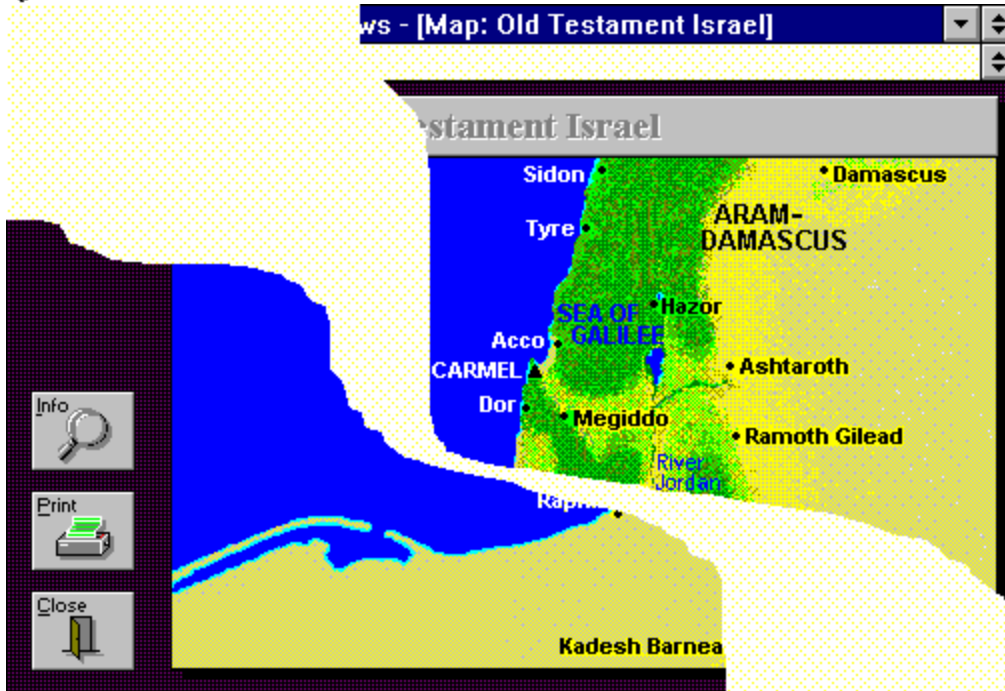 ws - [Map: Old Testament Israel]
estament Israel
Sidon
Damascus
Tyre
ARAM-
DAMASCUS
Hazor
SEA OF
GALILEE
Acco
CARMEL
Ashtaroth
Dor
Megiddo
Ramoth Gilead
River
Jordan
Info
Print
Close
Kadesh Barnea